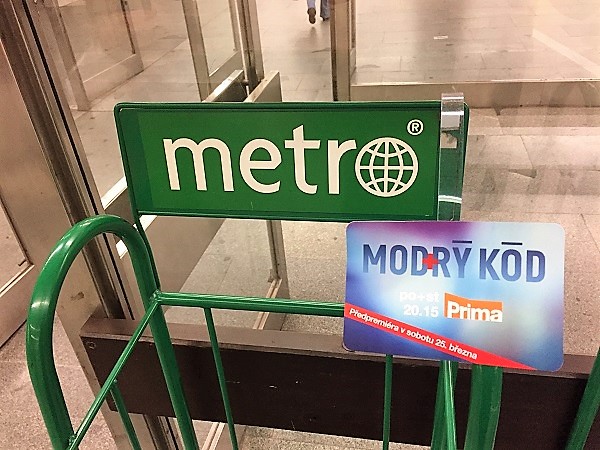 metro®
MODRÝ KÓD
po+st
20.15 Prima
Předpremiéra v sobotu 25. března